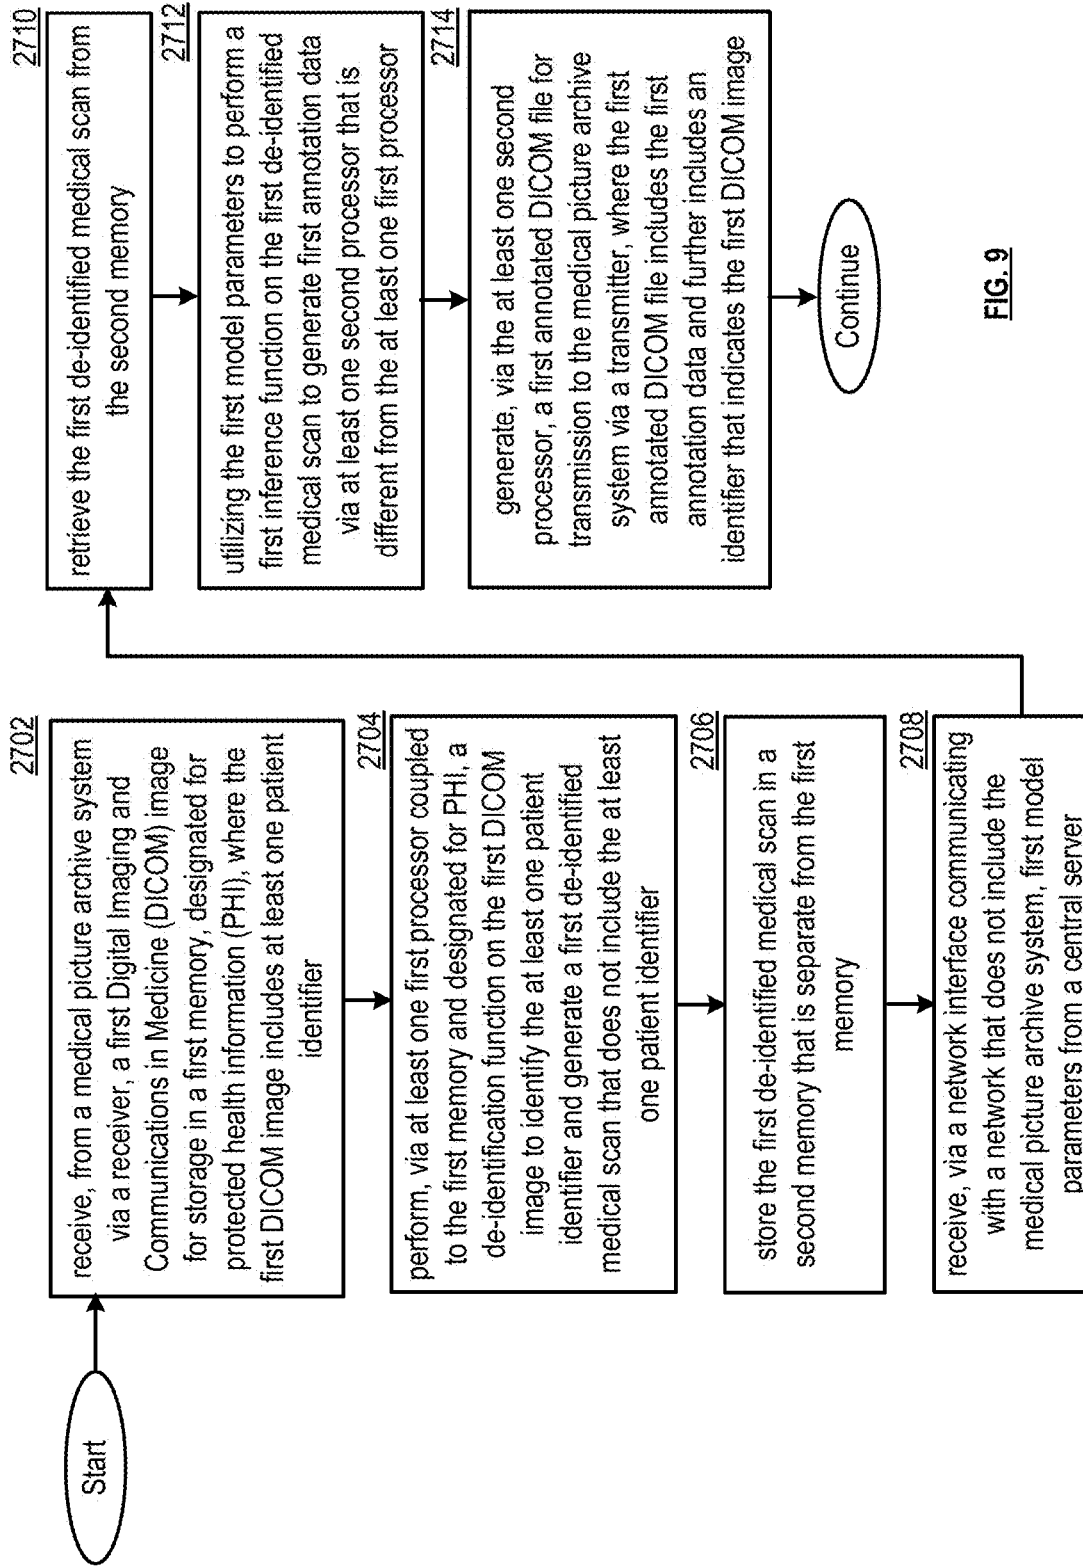 Start
2702
receive, from a medical picture archive system
via a receiver, a first Digital Imaging and
Communications in Medicine (DICOM) image
for storage in a first memory, designated for
protected health information (PHI), where the
first DICOM image includes at least one patient
identifier
2704
perform, via at least one first processor coupled
to the first memory and designated for PHI, a
de-identification function on the first DICOM
image to identify the at least one patient
identifier and generate a first de-identified
medical scan that does not include the at least
one patient identifier
2706
store the first de-identified medical scan in a
second memory that is separate from the first
memory
2708
receive, via a network interface communicating
with a network that does not include the
medical picture archive system, first model
parameters from a central server
2710
retrieve the first de-identified medical scan from
the second memory
2712
utilizing the first model parameters to perform a
first inference function on the first de-identified
medical scan to generate first annotation data
via at least one second processor that is
different from the at least one first processor
2714
generate, via the at least one second
processor, a first annotated DICOM file for
transmission to the medical picture archive
system via a transmitter, where the first
annotated DICOM file includes the first
annotation data and further includes an
identifier that indicates the first DICOM image
Continue
FIG. 9